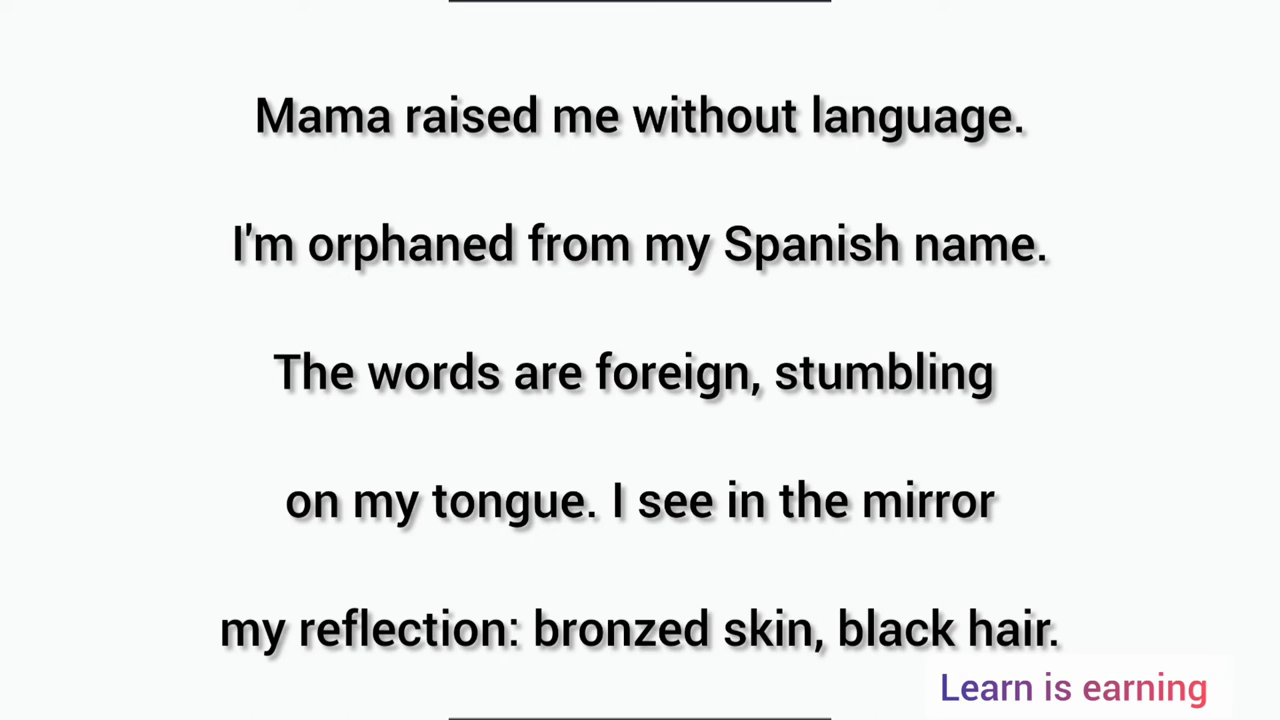 Mama raised me without language.
I'm orphaned from my Spanish name.
The words are foreign, stumbling
on my tongue. I see in the mirror
my reflection: bronzed skin, black hair.
Learn is earning